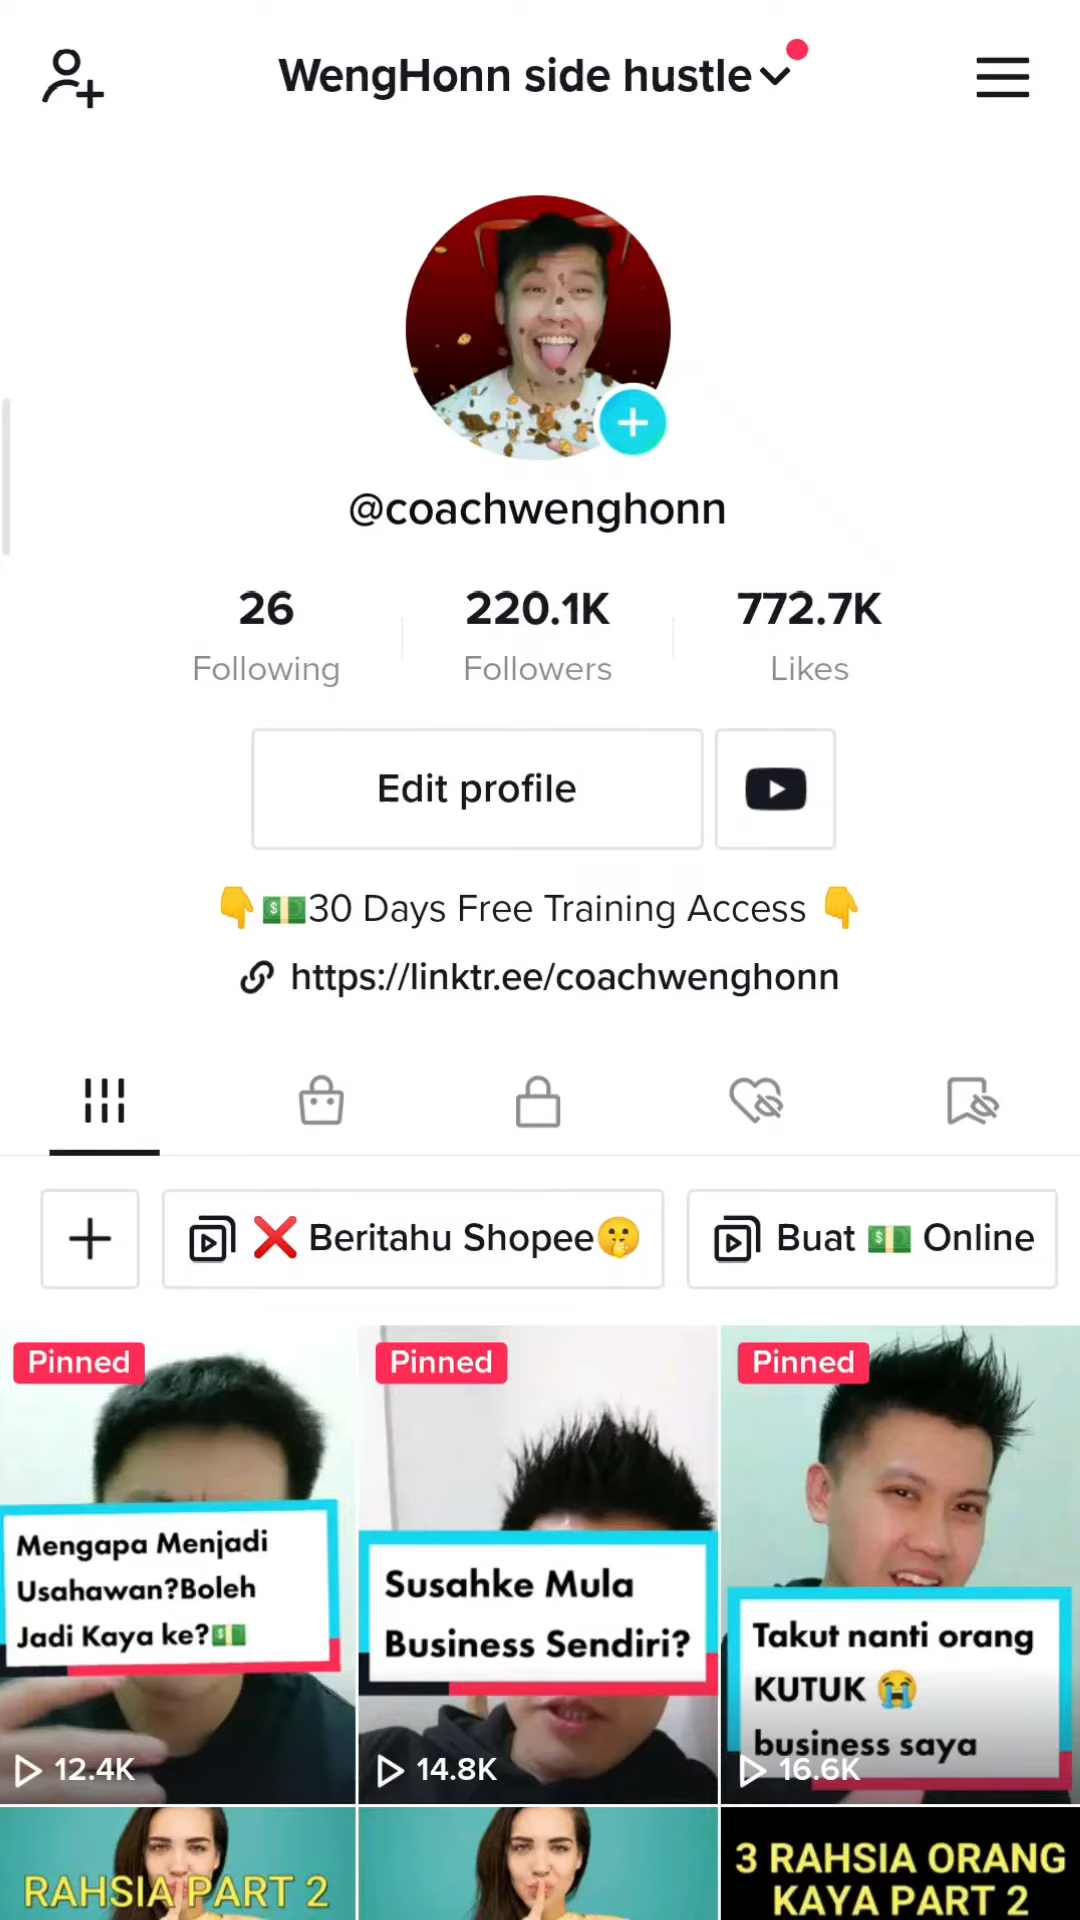 WengHonn side hustle
@coachwenghonn
26 220.1K 772.7K
Following Followers Likes
Edit profile
👇💵30 Days Free Training Access 👇
https://linktr.ee/coachwenghonn
❌ Beritahu Shopee🤫 Buat 💵 Online
Pinned
Mengapa Menjadi
Usahawan?Boleh
Jadi Kaya ke?💵
12.4K
Pinned
Susahke Mula
Business Sendiri?
14.8K
Pinned
Takut nanti orang
KUTUK 😭
business saya
16.6K
RAHSIA PART 2
3 RAHSIA ORANG
KAYA PART 2